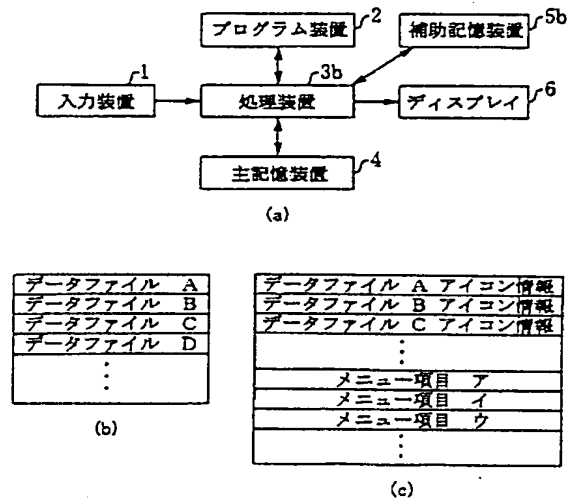 プログラム装置 2
補助記憶装置 5b
入力装置 1
処理装置 3b
ディスプレイ 6
主記憶装置 4
(a)
データファイル A
データファイル B
データファイル C
データファイル D
⋮
(b)
データファイル A アイコン情報
データファイル B アイコン情報
データファイル C アイコン情報
⋮
メニュー項目 ア
メニュー項目 イ
メニュー項目 ウ
⋮
(c)